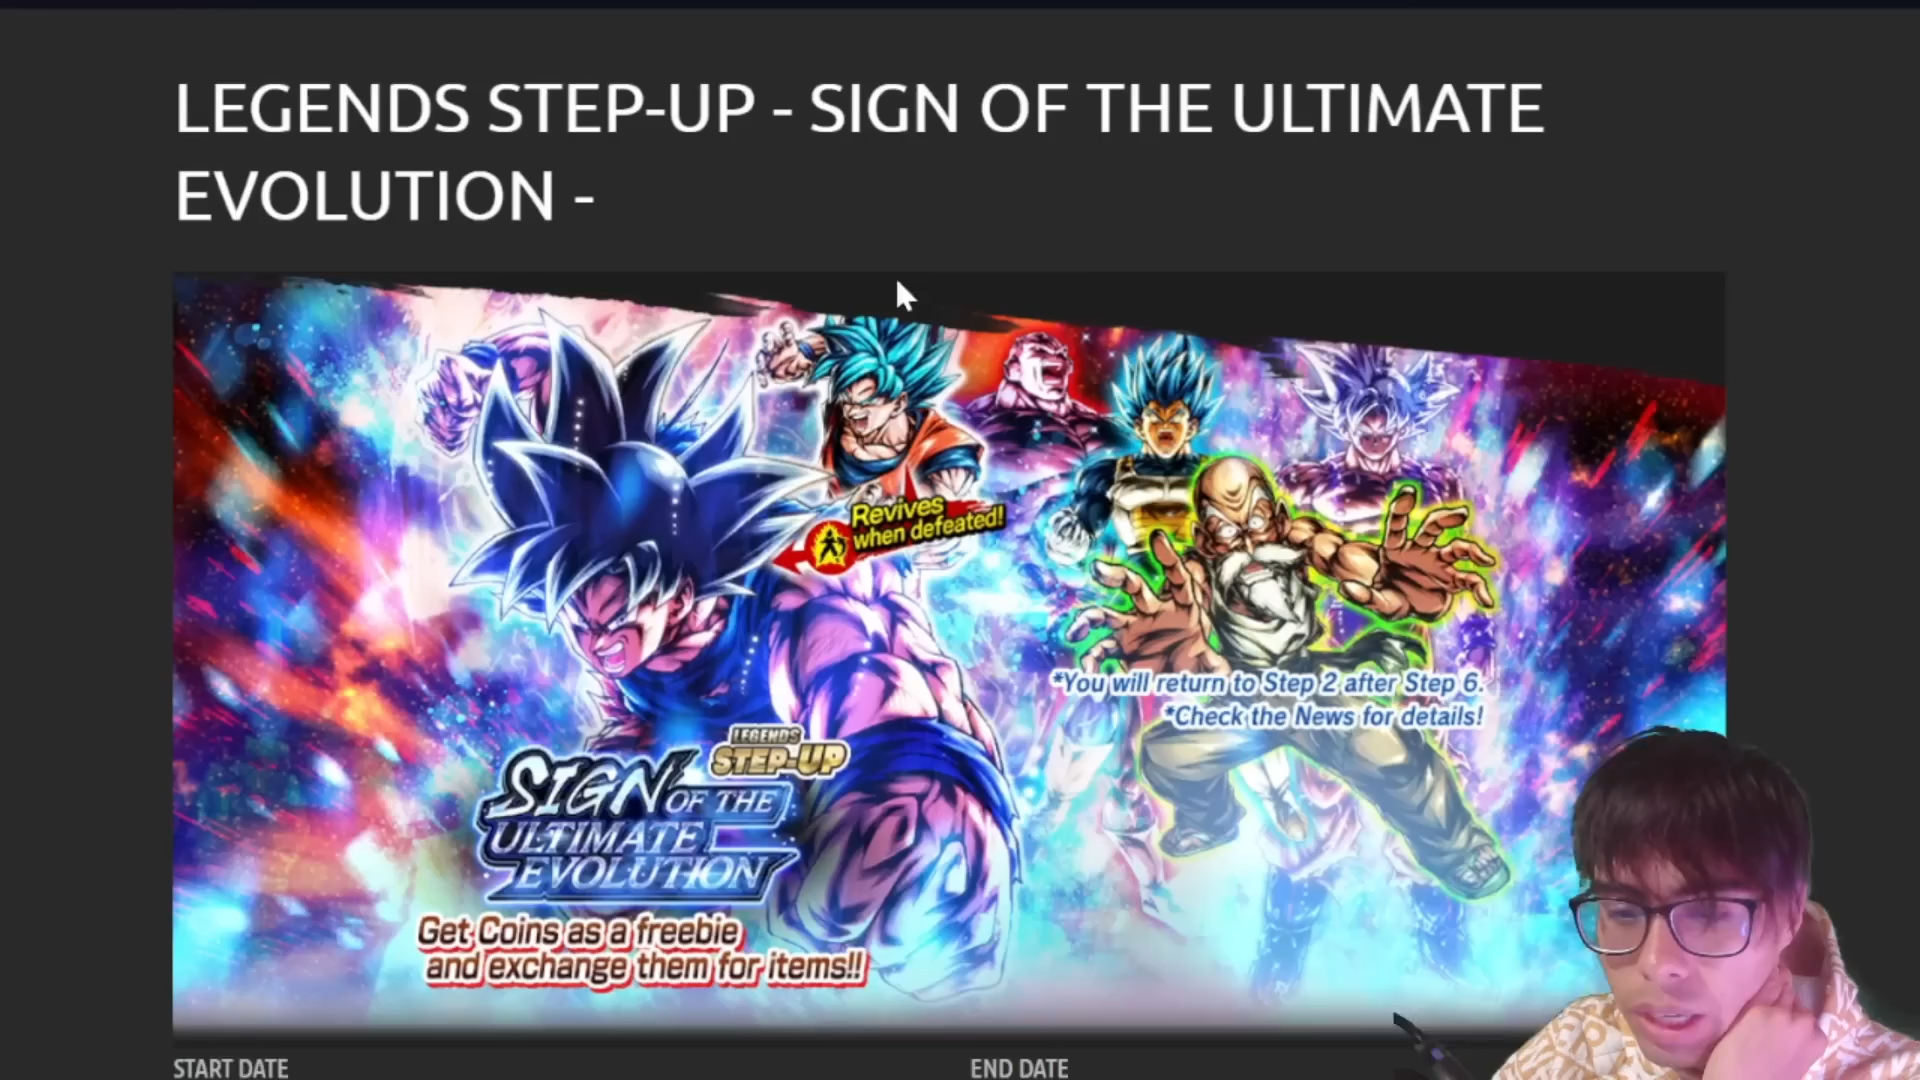 LEGENDS STEP-UP - SIGN OF THE ULTIMATE
EVOLUTION -
Revives
when defeated!
*You will return to Step 2 after Step 6.
*Check the News for details!
LEGENDS
STEP-UP
SIGN OF THE
ULTIMATE
EVOLUTION
Get Coins as a freebie
and exchange them for items!!
START DATE
END DATE